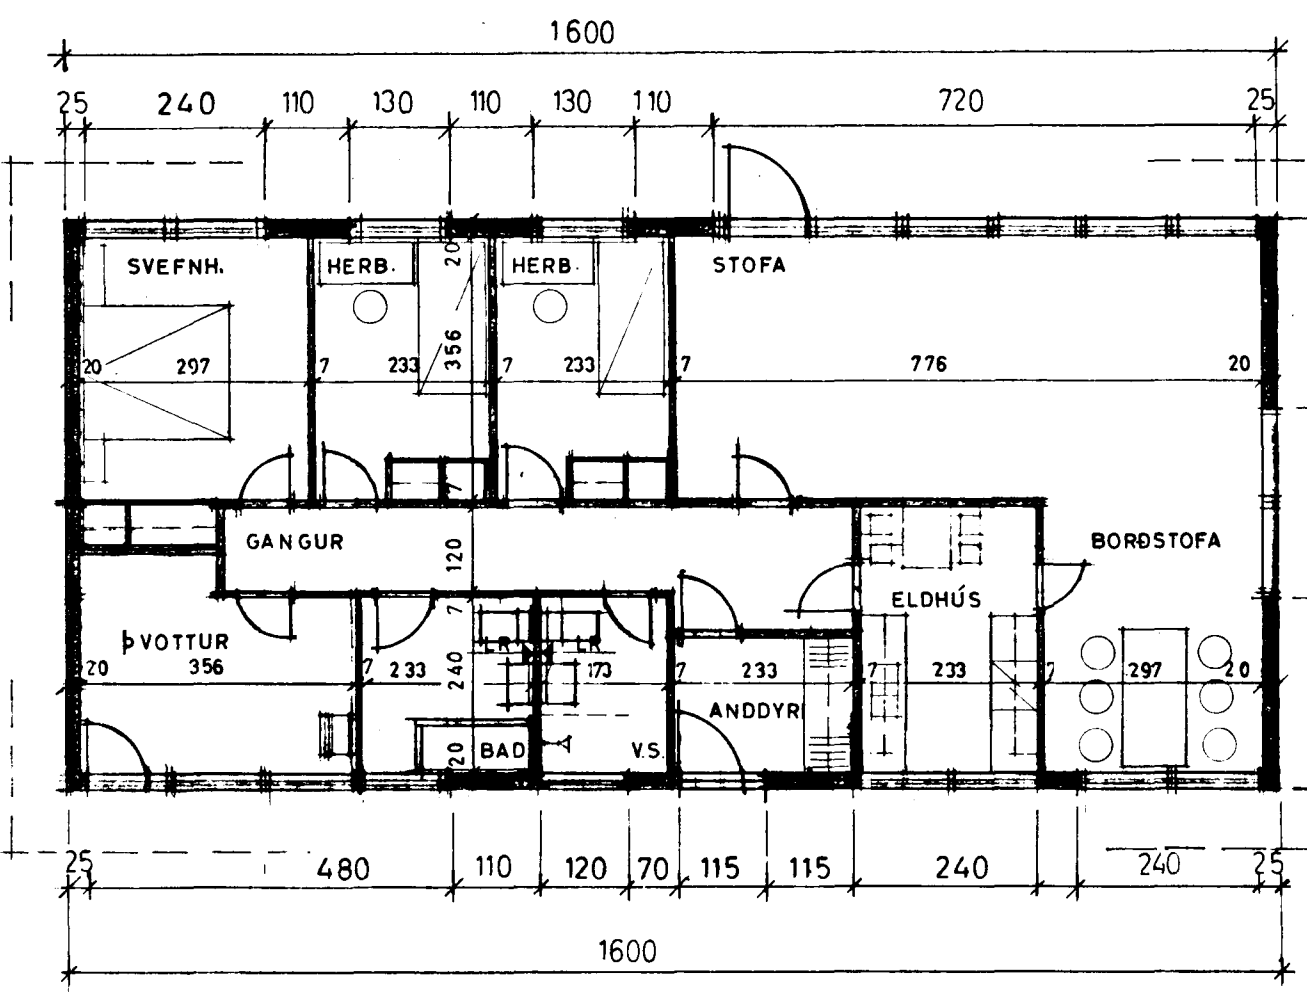 1600
25 240 110 130 110 130 110 720 25
SVEFNH. HERB. 20 HERB. STOFA
20 297 7 233 356 7 233 7 776 20
7
GANGUR 120 BORÐSTOFA
ELDHÚS
7
ÞVOTTUR LR LR
20 356 7 233 240 173 7 233 7 233 7 297 20
ANDDYRI
20 BAD V.S.
25 480 110 120 70 115 115 240 240 25
1600